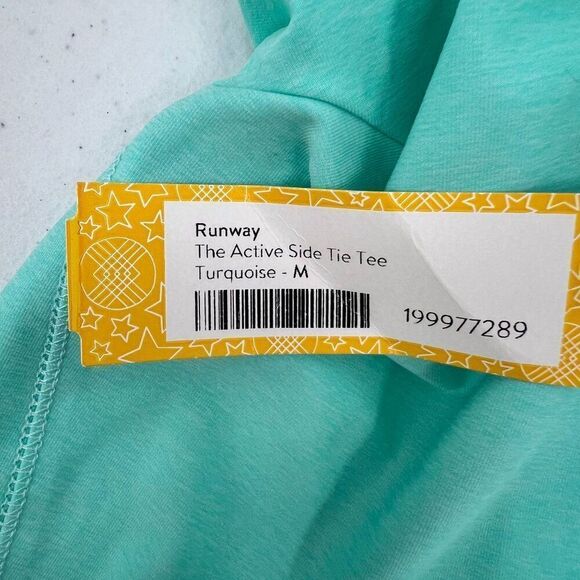 Runway
The Active Side Tie Tee
Turquoise - M
199977289